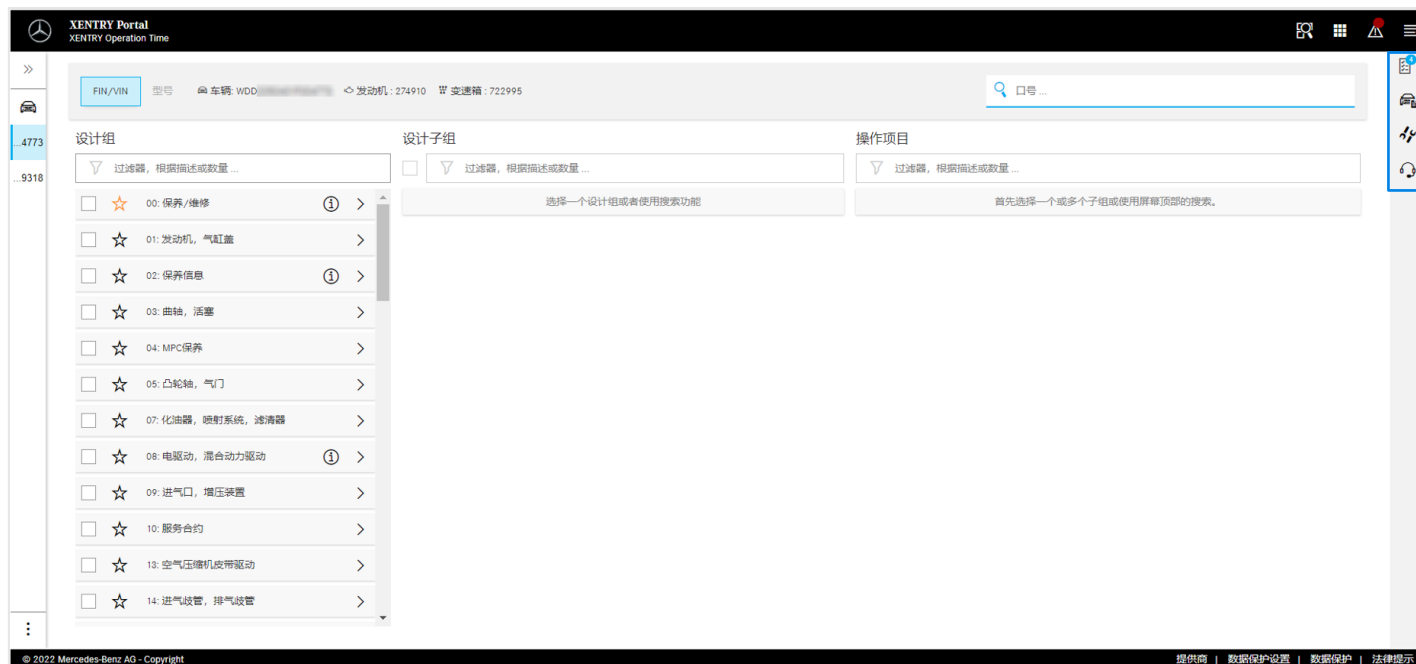 XENTRY Portal
XENTRY Operation Time
4
FIN/VIN 型号 车辆: WDD 发动机 : 274910 变速箱 : 722995 口号 ...
...4773
...9318
设计组 设计子组 操作项目
过滤器，根据描述或数量 ... 过滤器，根据描述或数量 ... 过滤器，根据描述或数量 ...
00: 保养/维修 选择一个设计组或者使用搜索功能 首先选择一个或多个子组或使用屏幕顶部的搜索。
01: 发动机，气缸盖
02: 保养信息
03: 曲轴，活塞
04: MPC保养
05: 凸轮轴，气门
07: 化油器，喷射系统，滤清器
08: 电驱动，混合动力驱动
09: 进气口，增压装置
10: 服务合约
13: 空气压缩机皮带驱动
14: 进气歧管，排气歧管
© 2022 Mercedes-Benz AG - Copyright 提供商 | 数据保护设置 | 数据保护 | 法律提示